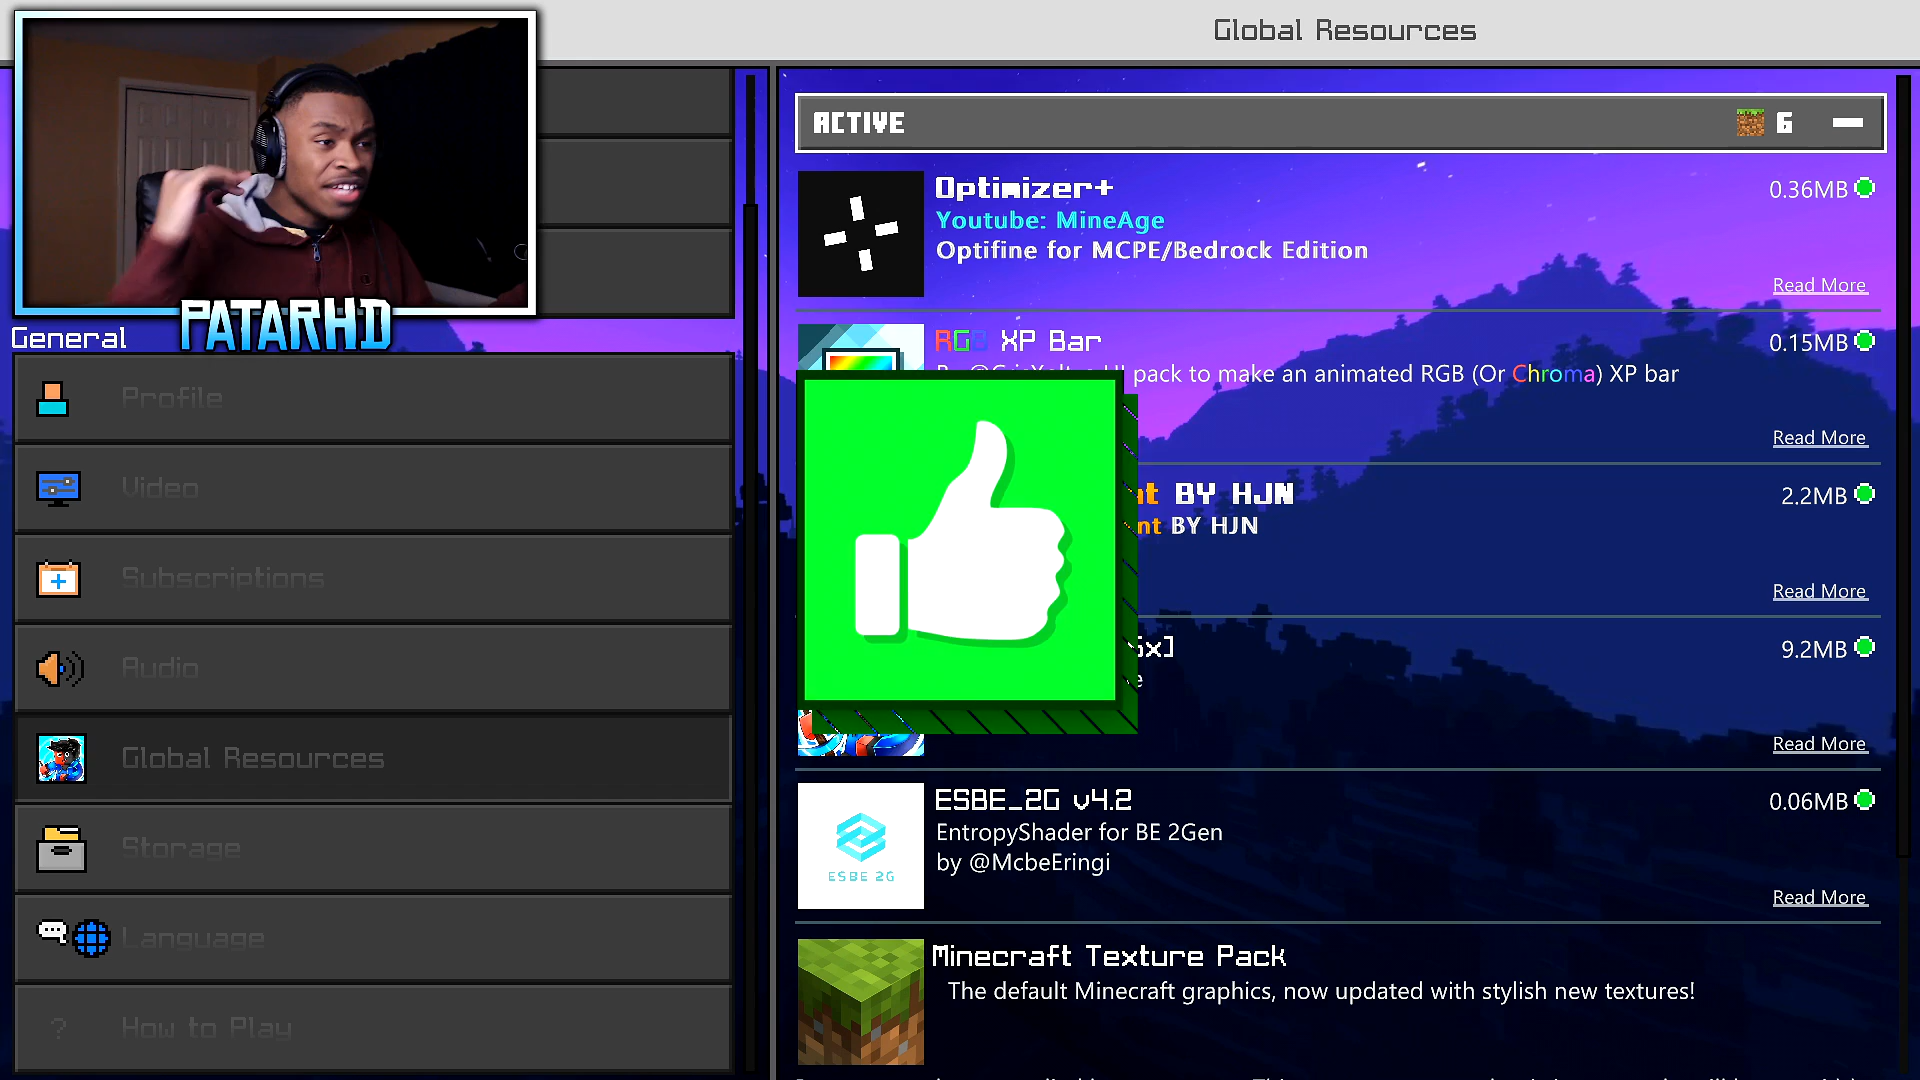 Global Resources
PATARHD
General
Profile
Video
Subscriptions
Audio
Global Resources
Storage
Language
How to Play
ACTIVE
6
Optimizer+
0.36MB
Youtube: MineAge
Optifine for MCPE/Bedrock Edition
Read More
RGB XP Bar
0.15MB
pack to make an animated RGB (Or Chroma) XP bar
Read More
BY HJN
2.2MB
BY HJN
Read More
9.2MB
Read More
ESBE_2G v4.2
0.06MB
EntropyShader for BE 2Gen
by @McbeEringi
ESBE 2G
Read More
Minecraft Texture Pack
The default Minecraft graphics, now updated with stylish new textures!